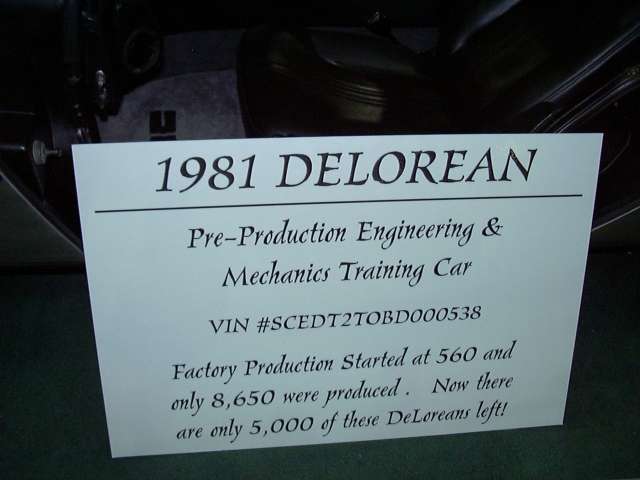 1981 DELOREAN
Pre-Production Engineering &
Mechanics Training Car
VIN #SCEDT2TOBD000538
Factory Production Started at 560 and
only 8,650 were produced . Now there
are only 5,000 of these DeLoreans left!